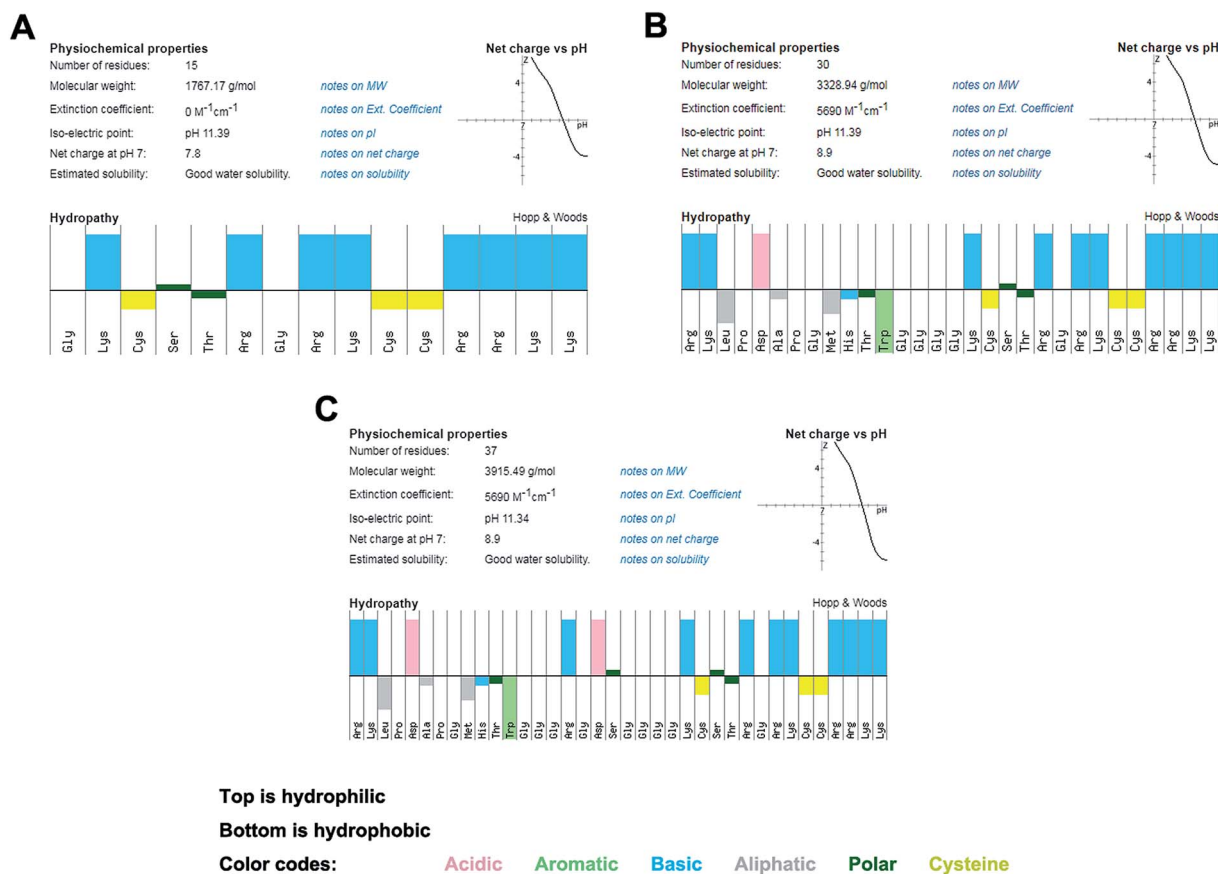 A
Physiochemical properties
Net charge vs pH
Number of residues: 15
Molecular weight: 1767.17 g/mol notes on MW
Extinction coefficient: 0 M⁻¹cm⁻¹ notes on Ext. Coefficient
Iso-electric point: pH 11.39 notes on pI
Net charge at pH 7: 7.8 notes on net charge
Estimated solubility: Good water solubility. notes on solubility
Z
4
7
pH
-4
Hydropathy
Hopp & Woods
Gly Lys Cys Ser Thr Arg Gly Arg Lys Cys Cys Arg Arg Lys Lys
B
Physiochemical properties
Net charge vs pH
Number of residues: 30
Molecular weight: 3328.94 g/mol notes on MW
Extinction coefficient: 5690 M⁻¹cm⁻¹ notes on Ext. Coefficient
Iso-electric point: pH 11.39 notes on pI
Net charge at pH 7: 8.9 notes on net charge
Estimated solubility: Good water solubility. notes on solubility
Z
4
7
pH
-4
Hydropathy
Hopp & Woods
Arg Lys Leu Pro Asp Ala Pro Gly Met His Thr Trp Gly Gly Gly Gly Lys Cys Ser Thr Arg Gly Arg Lys Cys Cys Arg Arg Lys Lys
C
Physiochemical properties
Net charge vs pH
Number of residues: 37
Molecular weight: 3915.49 g/mol notes on MW
Extinction coefficient: 5690 M⁻¹cm⁻¹ notes on Ext. Coefficient
Iso-electric point: pH 11.34 notes on pI
Net charge at pH 7: 8.9 notes on net charge
Estimated solubility: Good water solubility. notes on solubility
Z
4
7
pH
-4
Hydropathy
Hopp & Woods
Arg Lys Leu Pro Asp Ala Pro Gly Met His Thr Trp Gly Gly Gly Arg Gly Asp Ser Gly Gly Gly Gly Lys Cys Ser Thr Arg Gly Arg Lys Cys Cys Arg Arg Lys Lys
Top is hydrophilic
Bottom is hydrophobic
Color codes: Acidic Aromatic Basic Aliphatic Polar Cysteine